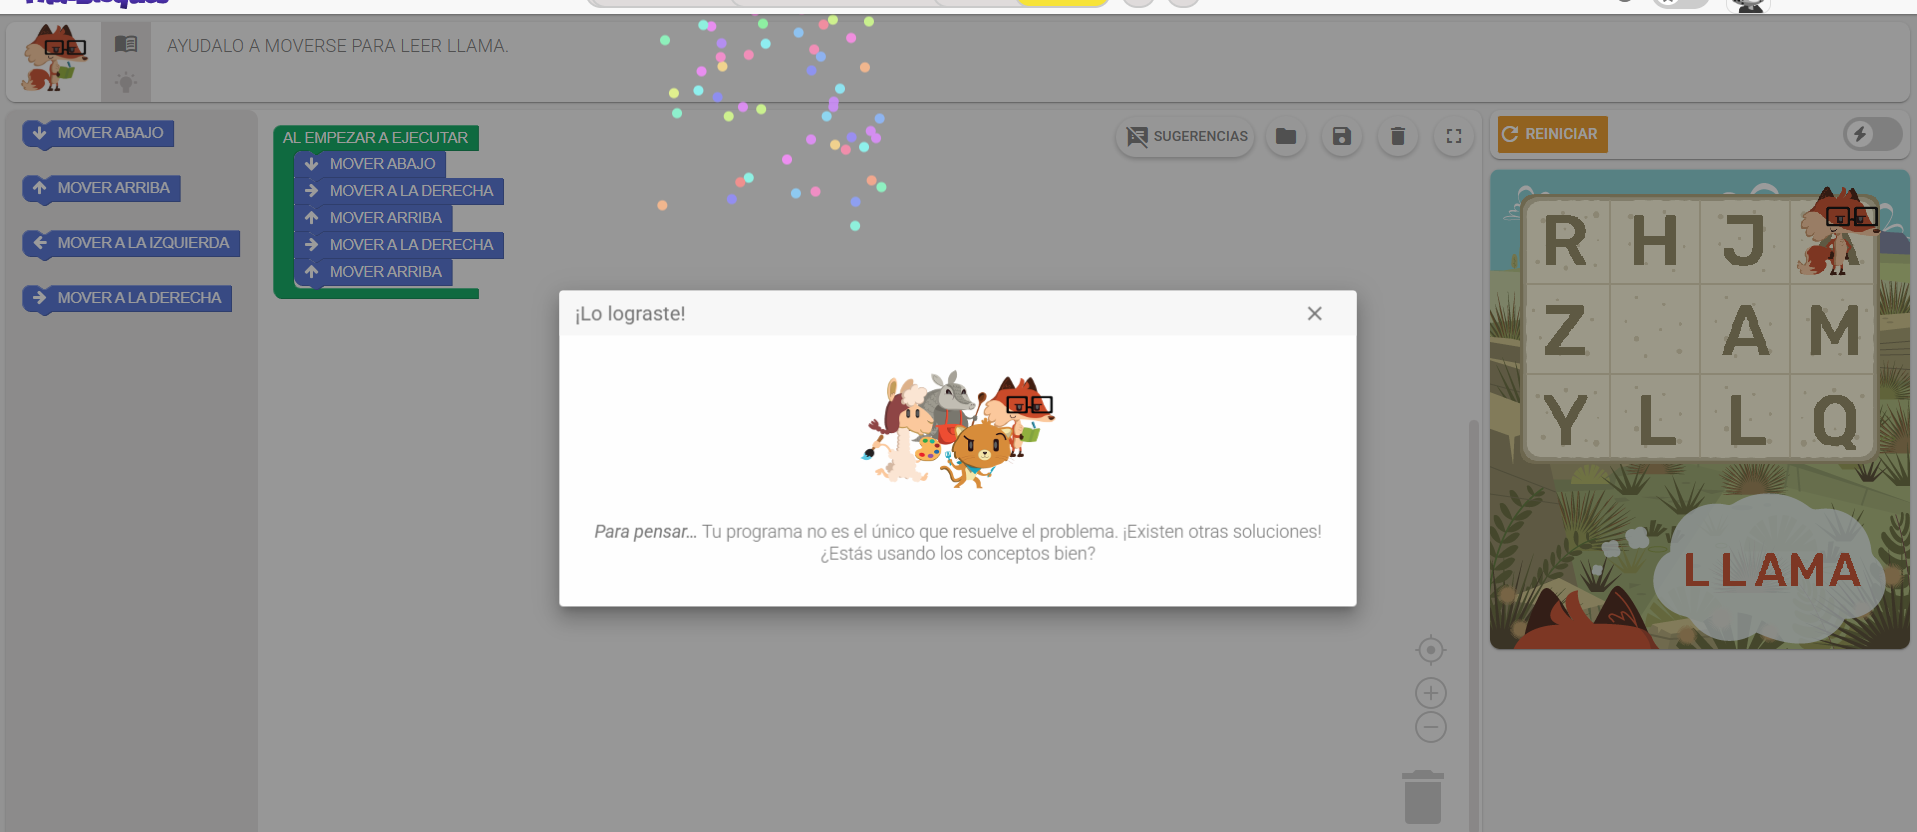 AYUDALO A MOVERSE PARA LEER LLAMA.
MOVER ABAJO
MOVER ARRIBA
MOVER A LA IZQUIERDA
MOVER A LA DERECHA
AL EMPEZAR A EJECUTAR
MOVER ABAJO
MOVER A LA DERECHA
MOVER ARRIBA
MOVER A LA DERECHA
MOVER ARRIBA
SUGERENCIAS
REINICIAR
¡Lo lograste!
Para pensar... Tu programa no es el único que resuelve el problema. ¡Existen otras soluciones!
¿Estás usando los conceptos bien?
R H J A
Z A M
Y L L Q
LLAMA